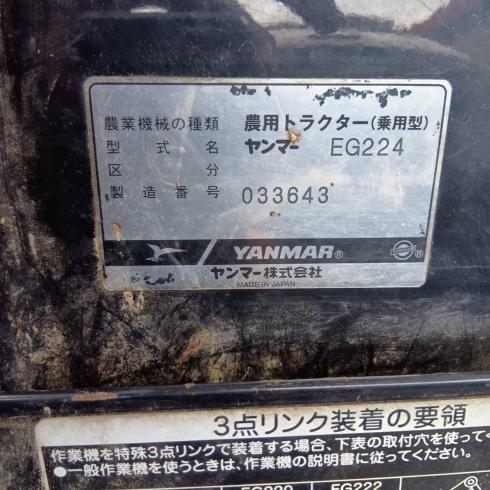 農業機械の種類 農用トラクター(乗用型)
型式名 ヤンマー EG224
区分
製造番号 033643
YANMAR®
ヤンマー株式会社
MADE IN JAPAN
3点リンク装着の要領
作業機を特殊3点リンクで装着する場合、下表の取付穴を使って
●一般作業機を使うときは、作業機の説明書に従ってください。
EG220 EG222